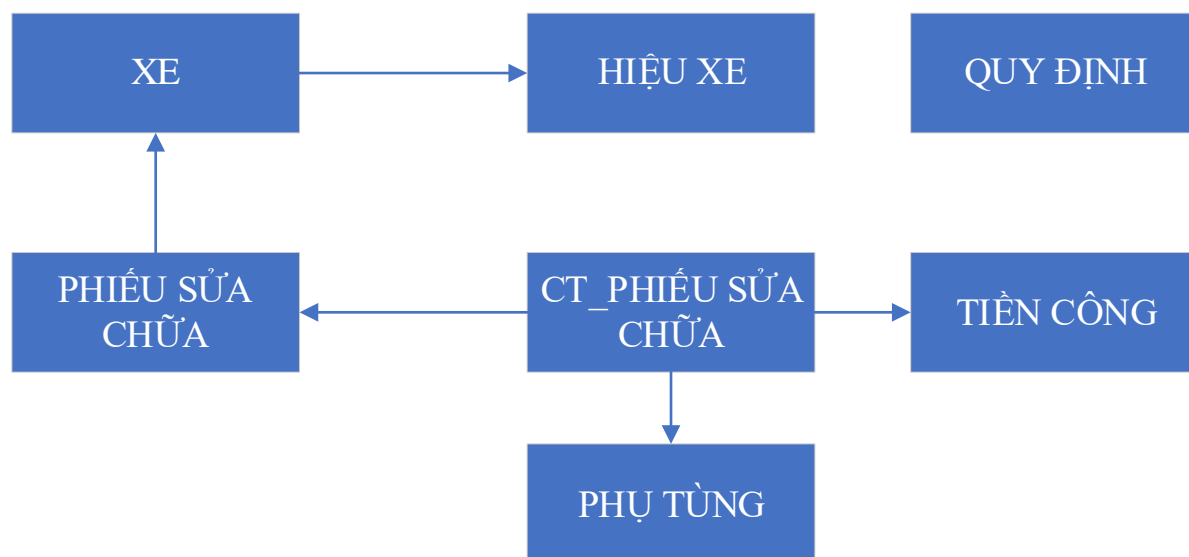 XE
HIỆU XE
QUY ĐỊNH
PHIẾU SỬA
CHỮA
CT_PHIẾU SỬA
CHỮA
TIỀN CÔNG
PHỤ TÙNG